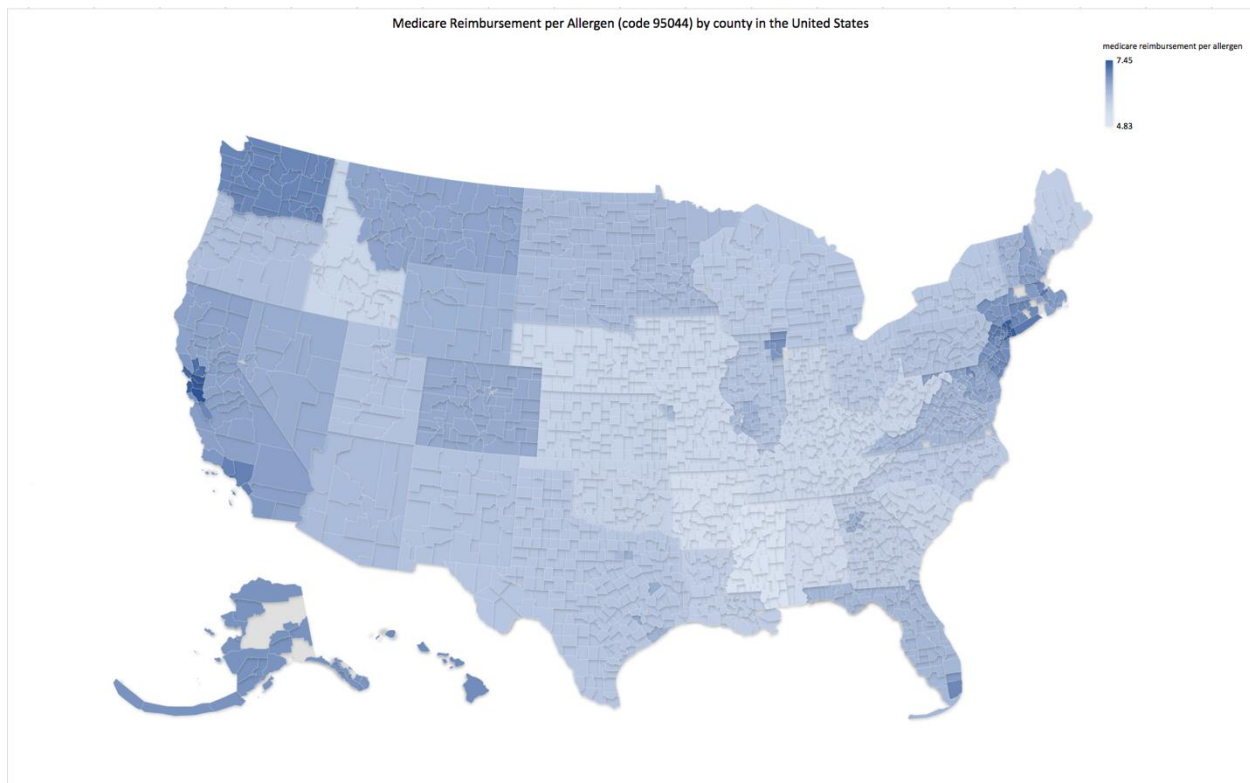 Medicare Reimbursement per Allergen (code 95044) by county in the United States
medicare reimbursement per allergen
7.45
4.83